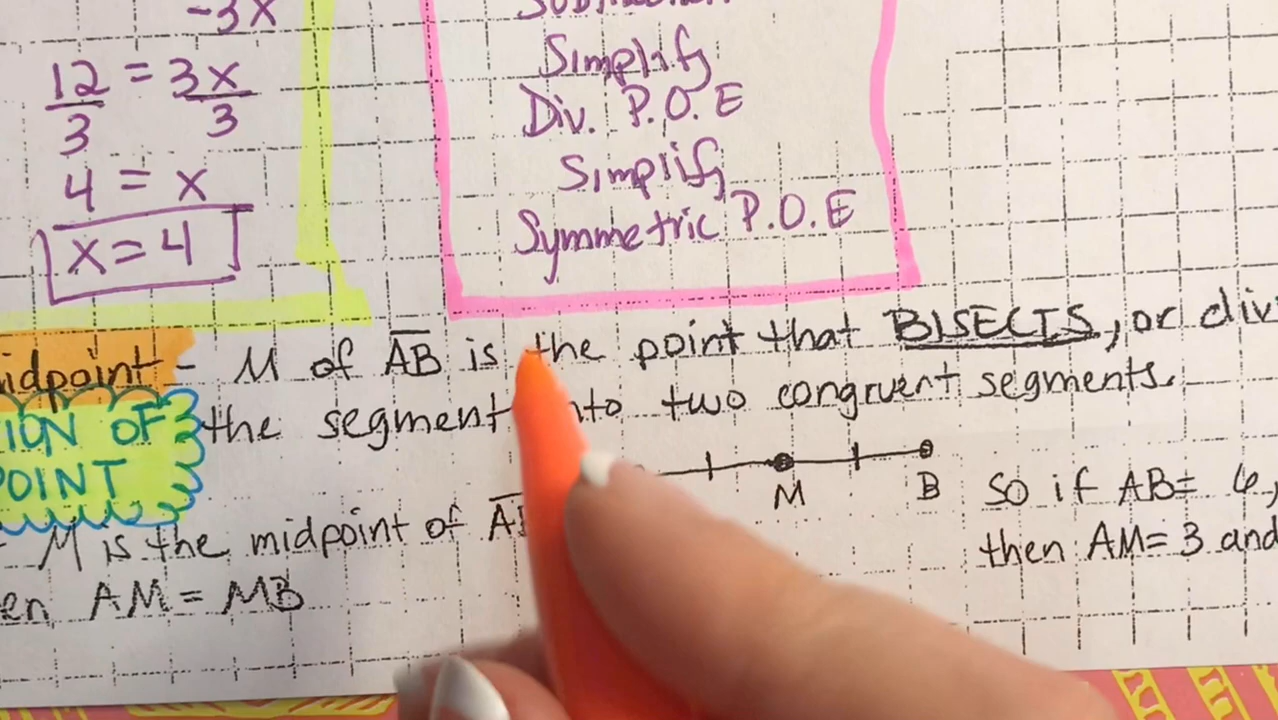 -3x
12 = 3x
3 3
4 = x
x = 4
Simplify
Div. P.O.E
Simplify
Symmetric P.O.E
idpoint - M of AB is the point that BISECTS, or div
ION OF the segment into two congruent segments.
OINT
M B
M is the midpoint of A
en AM = MB
So if AB = 6,
then AM = 3 and